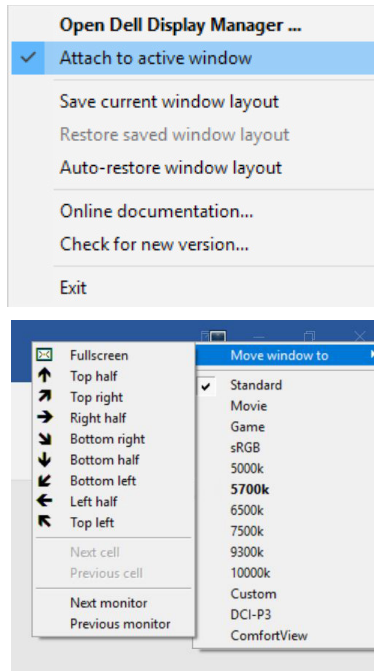 Open Dell Display Manager ...
Attach to active window
Save current window layout
Restore saved window layout
Auto-restore window layout
Online documentation...
Check for new version...
Exit
Fullscreen
Top half
Top right
Right half
Bottom right
Bottom half
Bottom left
Left half
Top left
Next cell
Previous cell
Next monitor
Previous monitor
Move window to
Standard
Movie
Game
sRGB
5000k
5700k
6500k
7500k
9300k
10000k
Custom
DCI-P3
ComfortView